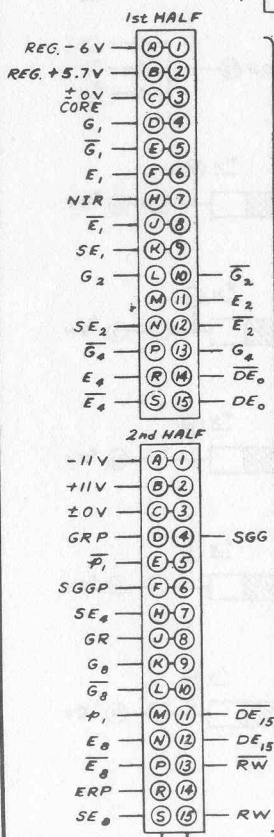 1st HALF
REG. -6V A 1
REG. +5.7V B 2
±0V CORE C 3
G₁ D 4
G̅₁ E 5
E₁ F 6
NIR H 7
E̅₁ J 8
SE₁ K 9
G₂ L 10 G̅₂
M 11 E₂
SE₂ N 12 E̅₂
G̅₄ P 13 G₄
E₄ R 14 D̅E̅₀
E̅₄ S 15 DE₀
2nd HALF
-11V A 1
+11V B 2
±0V C 3
GRP D 4 SGG
p̅₁ E 5
SGGP F 6
SE₄ H 7
GR J 8
G₈ K 9
G̅₈ L 10
p₁ M 11 D̅E̅₁₅
E₈ N 12 DE₁₅
E̅₈ P 13 R̅W̅
ERP R 14
SE₈ S 15 RW